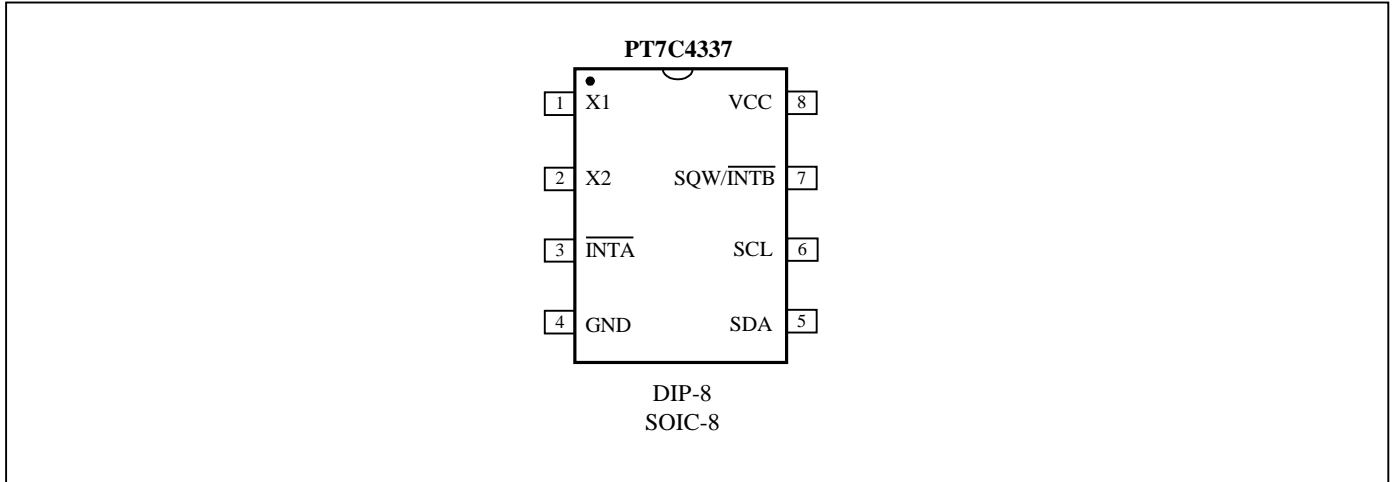 PT7C4337
1 X1 VCC 8
2 X2 SQW/INTB 7
3 INTA SCL 6
4 GND SDA 5
DIP-8
SOIC-8